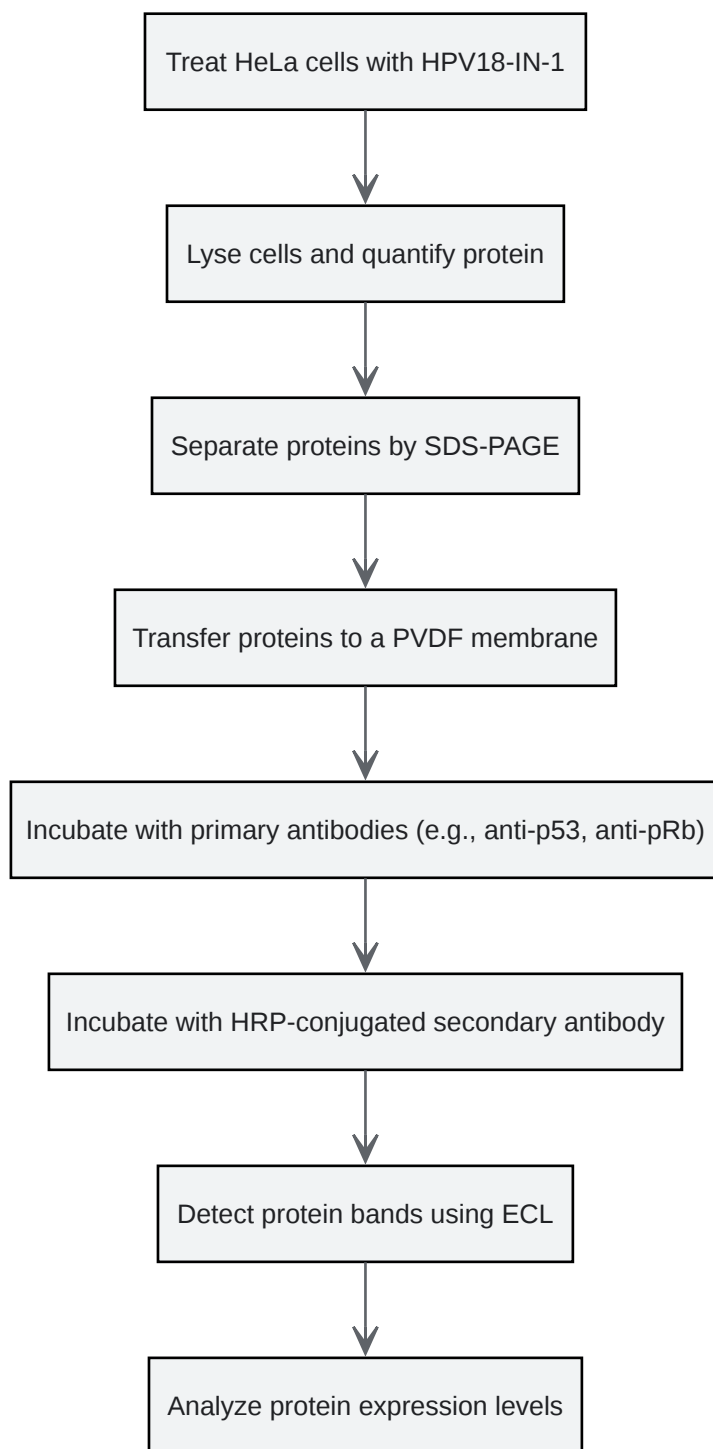 Treat HeLa cells with HPV18-IN-1
Lyse cells and quantify protein
Separate proteins by SDS-PAGE
Transfer proteins to a PVDF membrane
Incubate with primary antibodies (e.g., anti-p53, anti-pRb)
Incubate with HRP-conjugated secondary antibody
Detect protein bands using ECL
Analyze protein expression levels